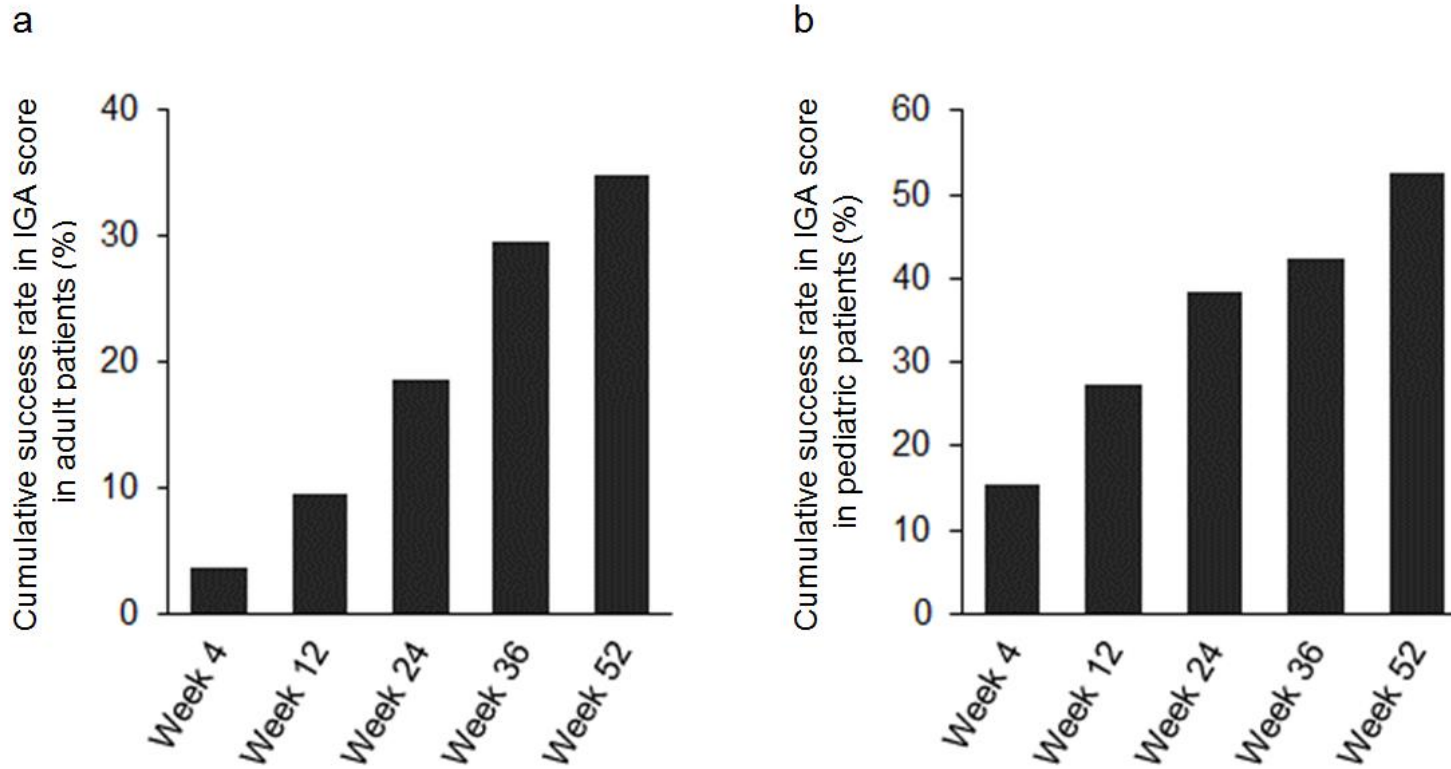 a
Cumulative success rate in IGA score
in adult patients (%)
40
30
20
10
0
Week 4
Week 12
Week 24
Week 36
Week 52
b
Cumulative success rate in IGA score
in pediatric patients (%)
60
50
40
30
20
10
0
Week 4
Week 12
Week 24
Week 36
Week 52